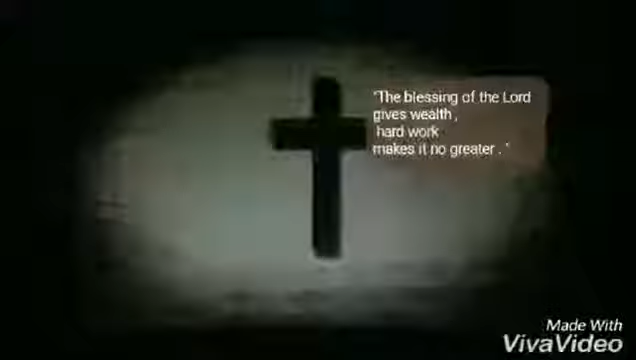 "The blessing of the Lord
gives wealth ,
hard work
makes it no greater . "
Made With
VivaVideo